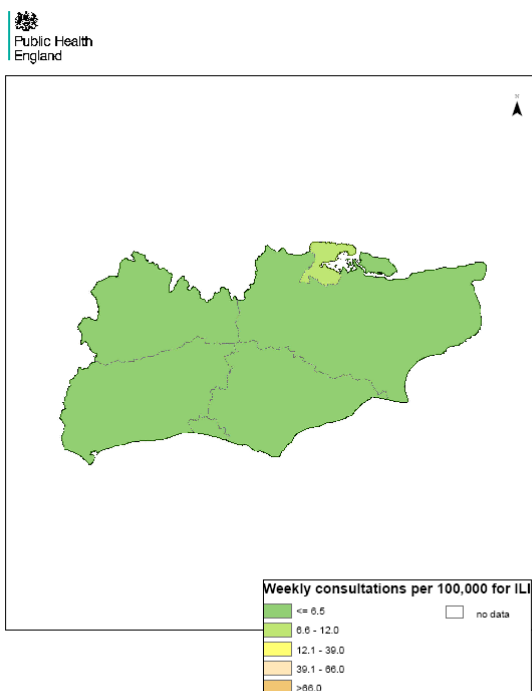 Public Health
England
N
Weekly consultations per 100,000 for ILI
<= 6.5
no data
6.6 - 12.0
12.1 - 39.0
39.1 - 66.0
>66.0